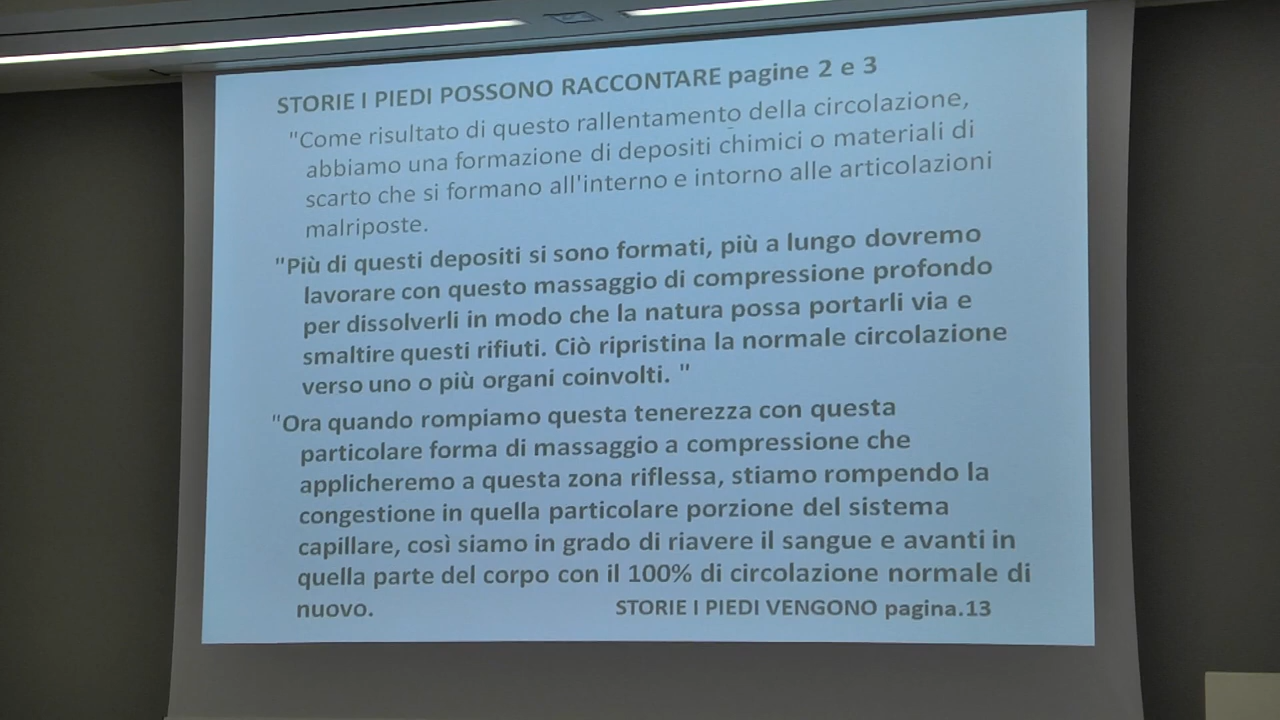 STORIE I PIEDI POSSONO RACCONTARE pagine 2 e 3
"Come risultato di questo rallentamento della circolazione,
abbiamo una formazione di depositi chimici o materiali di
scarto che si formano all'interno e intorno alle articolazioni
malriposte.
"Più di questi depositi si sono formati, più a lungo dovremo
lavorare con questo massaggio di compressione profondo
per dissolverli in modo che la natura possa portarli via e
smaltire questi rifiuti. Ciò ripristina la normale circolazione
verso uno o più organi coinvolti. "
"Ora quando rompiamo questa tenerezza con questa
particolare forma di massaggio a compressione che
applicheremo a questa zona riflessa, stiamo rompendo la
congestione in quella particolare porzione del sistema
capillare, così siamo in grado di riavere il sangue e avanti in
quella parte del corpo con il 100% di circolazione normale di
nuovo. STORIE I PIEDI VENGONO pagina.13